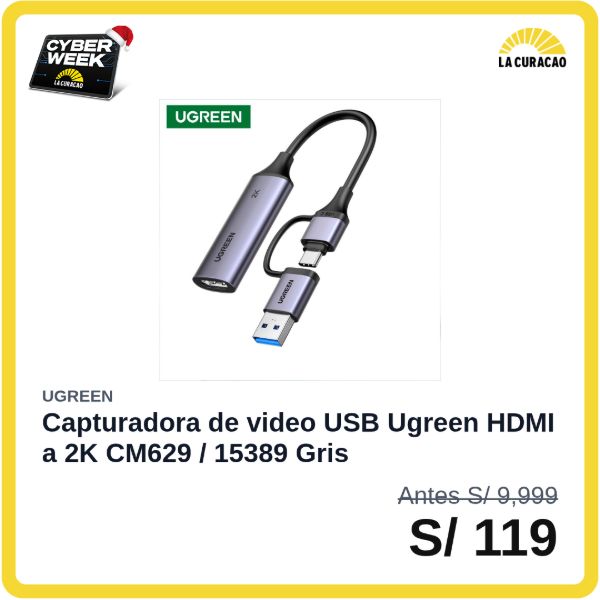 CYBER
WEEK
LA CURACAO
LA CURACAO
UGREEN
2K
UGREEN
UGREEN
UGREEN
Capturadora de video USB Ugreen HDMI
a 2K CM629 / 15389 Gris
Antes S/ 9,999
S/ 119